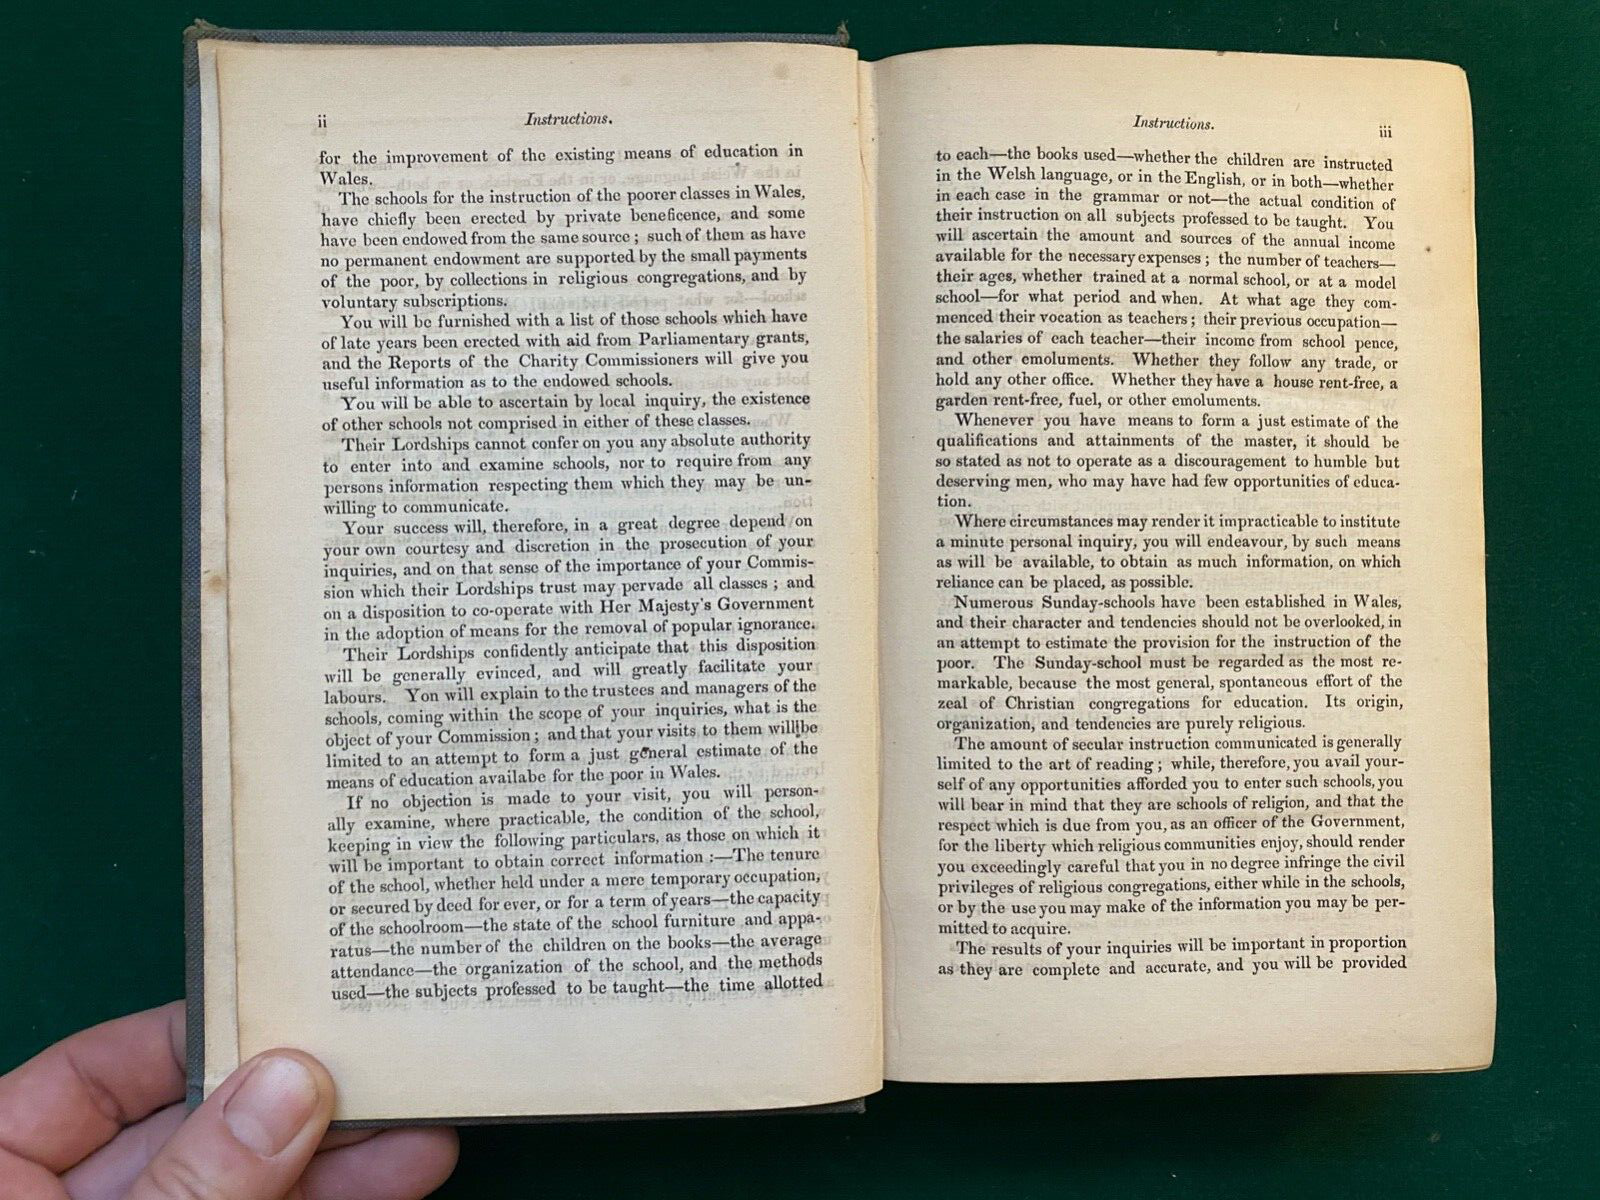 ii
Instructions.
for the improvement of the existing means of education in
Wales.
The schools for the instruction of the poorer classes in Wales,
have chiefly been erected by private beneficence, and some
have been endowed from the same source; such of them as have
no permanent endowment are supported by the small payments
of the poor, by collections in religious congregations, and by
voluntary subscriptions.
You will be furnished with a list of those schools which have
of late years been erected with aid from Parliamentary grants,
and the Reports of the Charity Commissioners will give you
useful information as to the endowed schools.
You will be able to ascertain by local inquiry, the existence
of other schools not comprised in either of these classes.
Their Lordships cannot confer on you any absolute authority
to enter into and examine schools, nor to require from any
persons information respecting them which they may be un-
willing to communicate.
Your success will, therefore, in a great degree depend on
your own courtesy and discretion in the prosecution of your
inquiries, and on that sense of the importance of your Commis-
sion which their Lordships trust may pervade all classes; and
on a disposition to co-operate with Her Majesty's Government
in the adoption of means for the removal of popular ignorance.
Their Lordships confidently anticipate that this disposition
will be generally evinced, and will greatly facilitate your
labours. Yon will explain to the trustees and managers of the
schools, coming within the scope of your inquiries, what is the
object of your Commission; and that your visits to them will be
limited to an attempt to form a just general estimate of the
means of education availabe for the poor in Wales.
If no objection is made to your visit, you will person-
ally examine, where practicable, the condition of the school,
keeping in view the following particulars, as those on which it
will be important to obtain correct information:—The tenure
of the school, whether held under a mere temporary occupation,
or secured by deed for ever, or for a term of years—the capacity
of the schoolroom—the state of the school furniture and appa-
ratus—the number of the children on the books—the average
attendance—the organization of the school, and the methods
used—the subjects professed to be taught—the time allotted
Instructions.
iii
to each—the books used—whether the children are instructed
in the Welsh language, or in the English, or in both—whether
in each case in the grammar or not—the actual condition of
their instruction on all subjects professed to be taught. You
will ascertain the amount and sources of the annual income
available for the necessary expenses; the number of teachers—
their ages, whether trained at a normal school, or at a model
school—for what period and when. At what age they com-
menced their vocation as teachers; their previous occupation—
the salaries of each teacher—their income from school pence,
and other emoluments. Whether they follow any trade, or
hold any other office. Whether they have a house rent-free, a
garden rent-free, fuel, or other emoluments.
Whenever you have means to form a just estimate of the
qualifications and attainments of the master, it should be
so stated as not to operate as a discouragement to humble but
deserving men, who may have had few opportunities of educa-
tion.
Where circumstances may render it impracticable to institute
a minute personal inquiry, you will endeavour, by such means
as will be available, to obtain as much information, on which
reliance can be placed, as possible.
Numerous Sunday-schools have been established in Wales,
and their character and tendencies should not be overlooked, in
an attempt to estimate the provision for the instruction of the
poor. The Sunday-school must be regarded as the most re-
markable, because the most general, spontaneous effort of the
zeal of Christian congregations for education. Its origin,
organization, and tendencies are purely religious.
The amount of secular instruction communicated is generally
limited to the art of reading; while, therefore, you avail your-
self of any opportunities afforded you to enter such schools, you
will bear in mind that they are schools of religion, and that the
respect which is due from you, as an officer of the Government,
for the liberty which religious communities enjoy, should render
you exceedingly careful that you in no degree infringe the civil
privileges of religious congregations, either while in the schools,
or by the use you may make of the information you may be per-
mitted to acquire.
The results of your inquiries will be important in proportion
as they are complete and accurate, and you will be provided